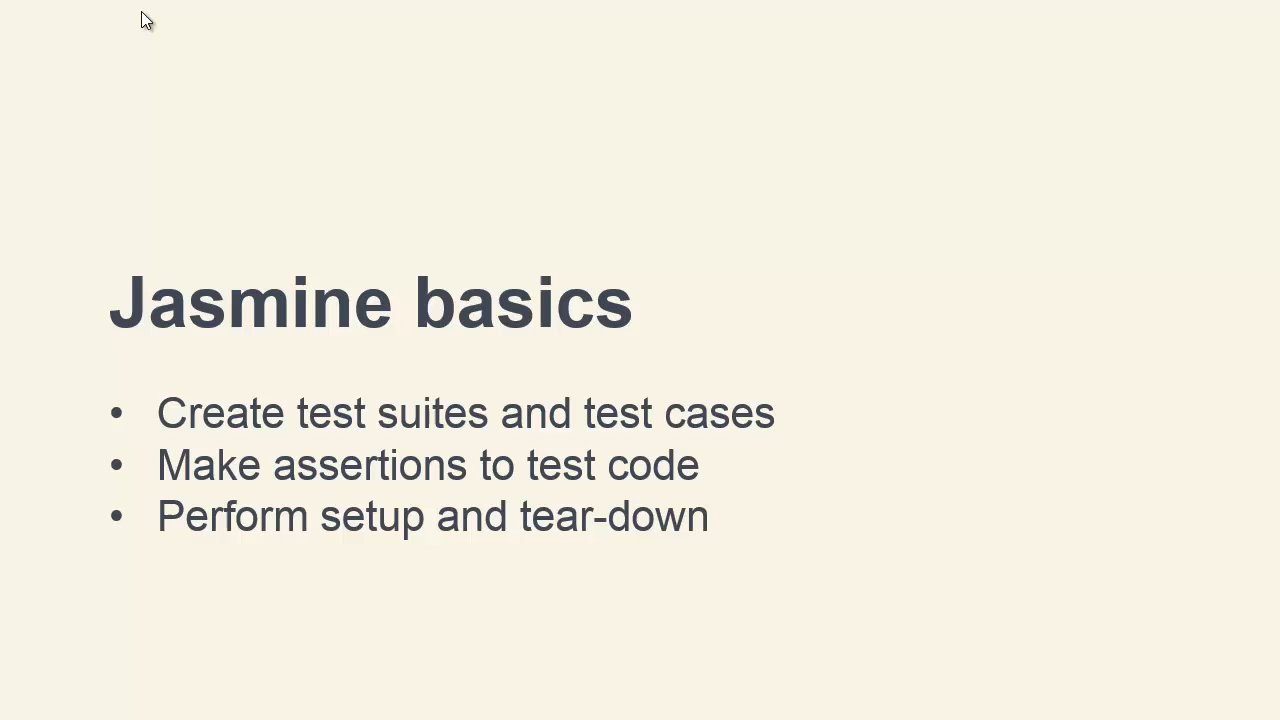 Jasmine basics
• Create test suites and test cases
• Make assertions to test code
• Perform setup and tear-down